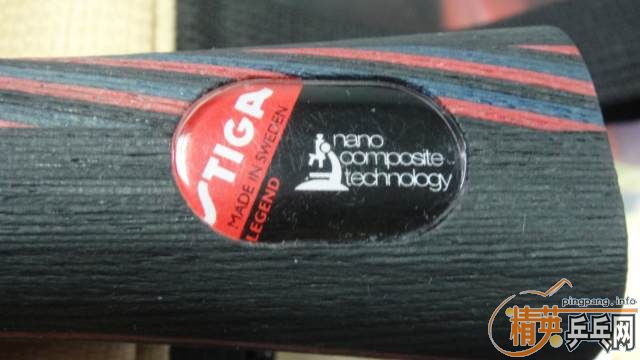 STIGA
MADE IN SWEDEN
LEGEND
nano
composite
technology
pingpang.info
精英乒乓网